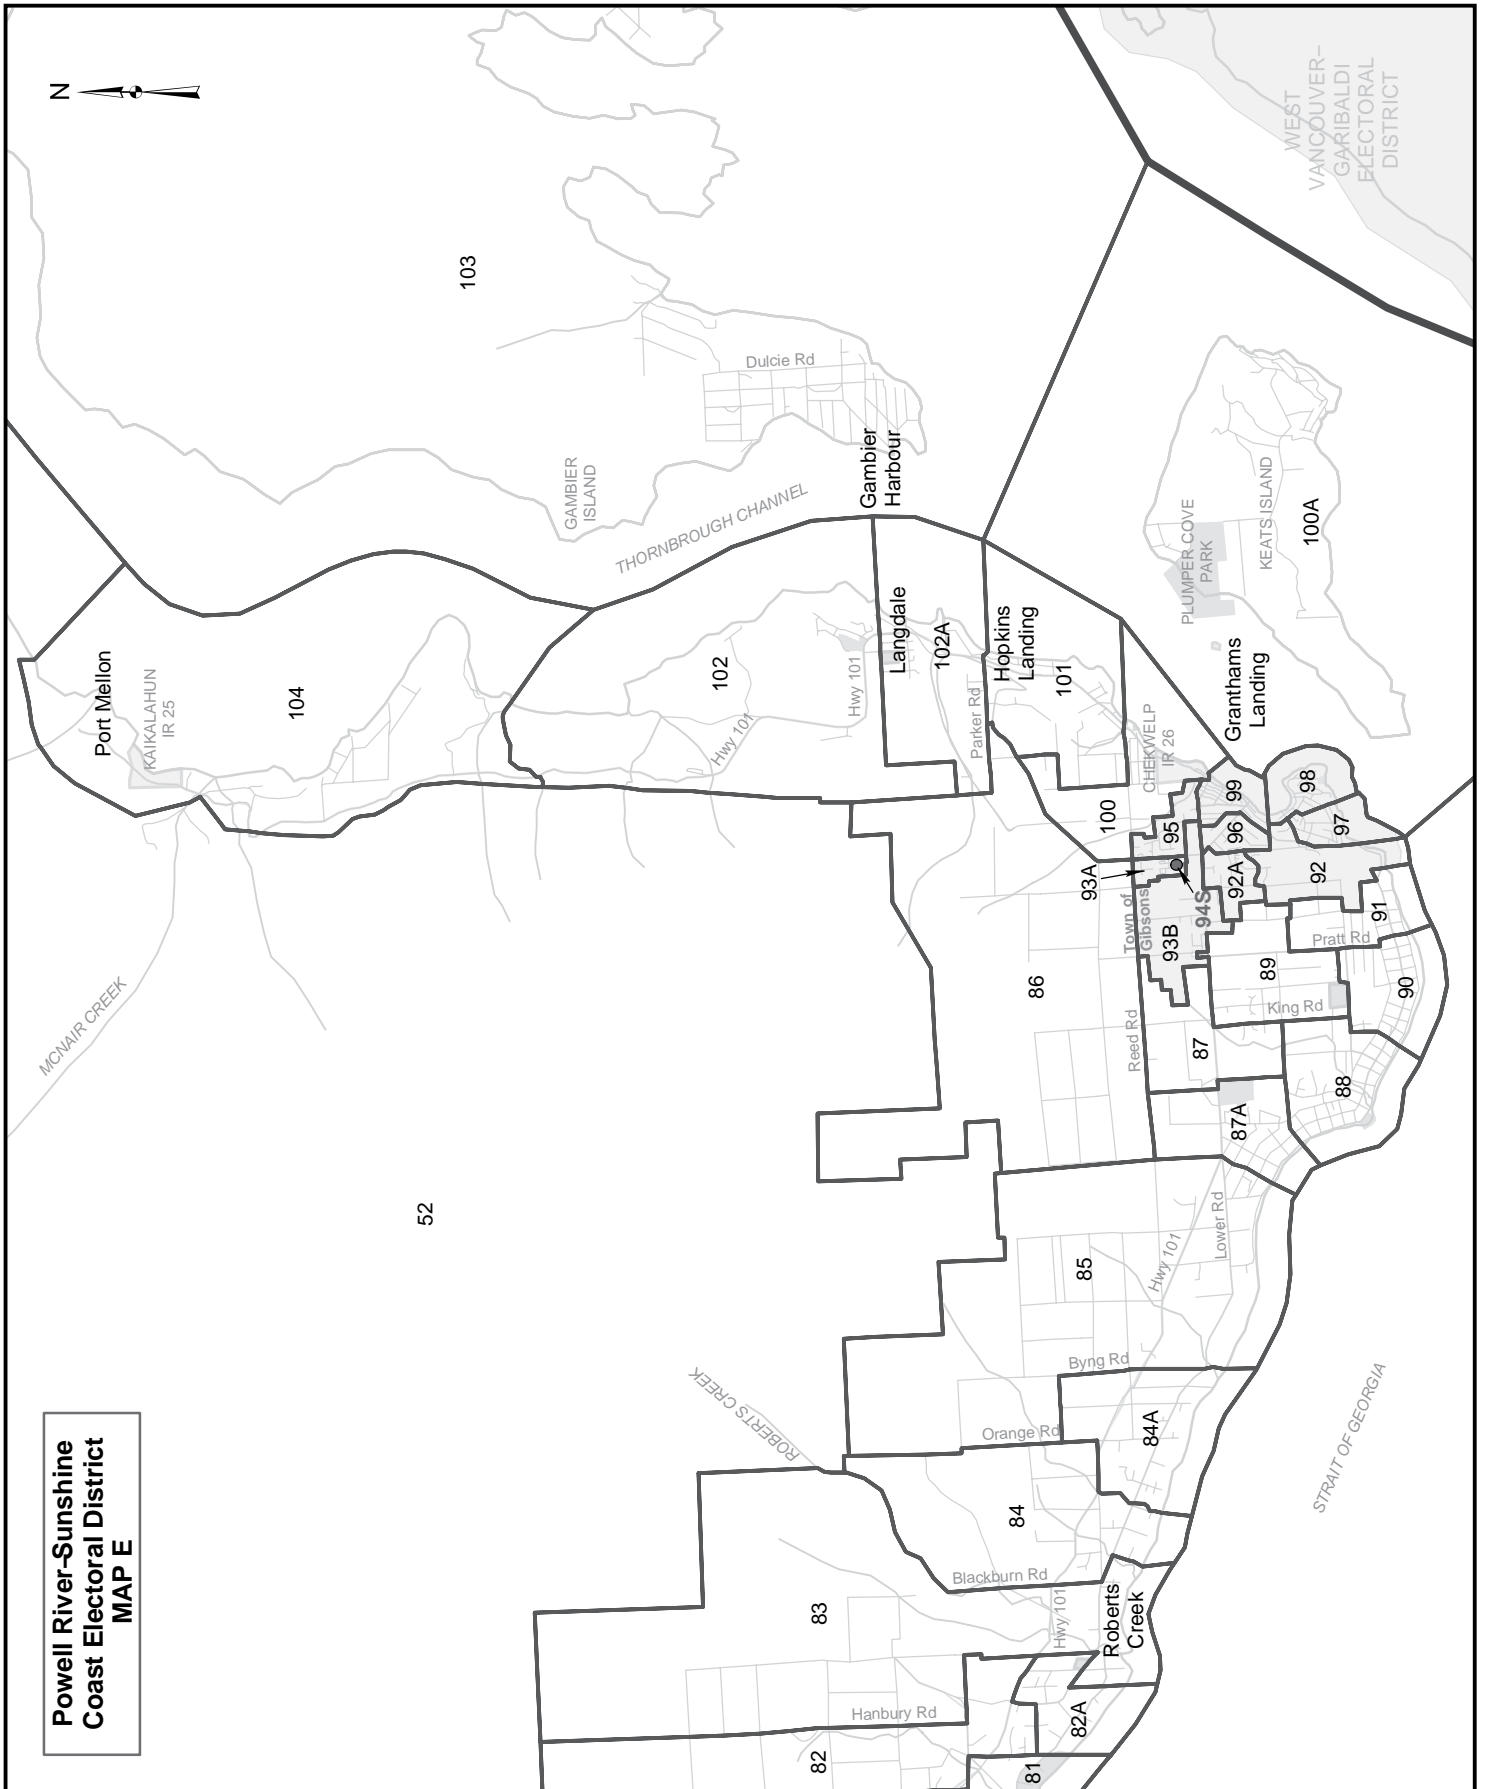 Powell River–Sunshine
Coast Electoral District
MAP E
N
WEST
VANCOUVER–
GARIBALDI
ELECTORAL
DISTRICT
MCNAIR CREEK
Port Mellon
KAIKALAHUN
IR 25
104
103
GAMBIER
ISLAND
THORNBROUGH CHANNEL
Dulcie Rd
Gambier
Harbour
52
102
Hwy 101
Hwy 101
Langdale
102A
Parker Rd
Hopkins
Landing
101
CHEKWELP
IR 26
PLUMPER COVE
PARK
KEATS ISLAND
100A
Granthams
Landing
100
93A
Town of
Gibsons
93B
94S
95
96
99
98
97
92A
92
91
Pratt Rd
89
King Rd
90
86
Reed Rd
87
87A
88
85
Hwy 101
Lower Rd
Byng Rd
ROBERTS CREEK
Orange Rd
84A
84
Blackburn Rd
STRAIT OF GEORGIA
83
Hwy 101
Roberts
Creek
Hanbury Rd
82
82A
81